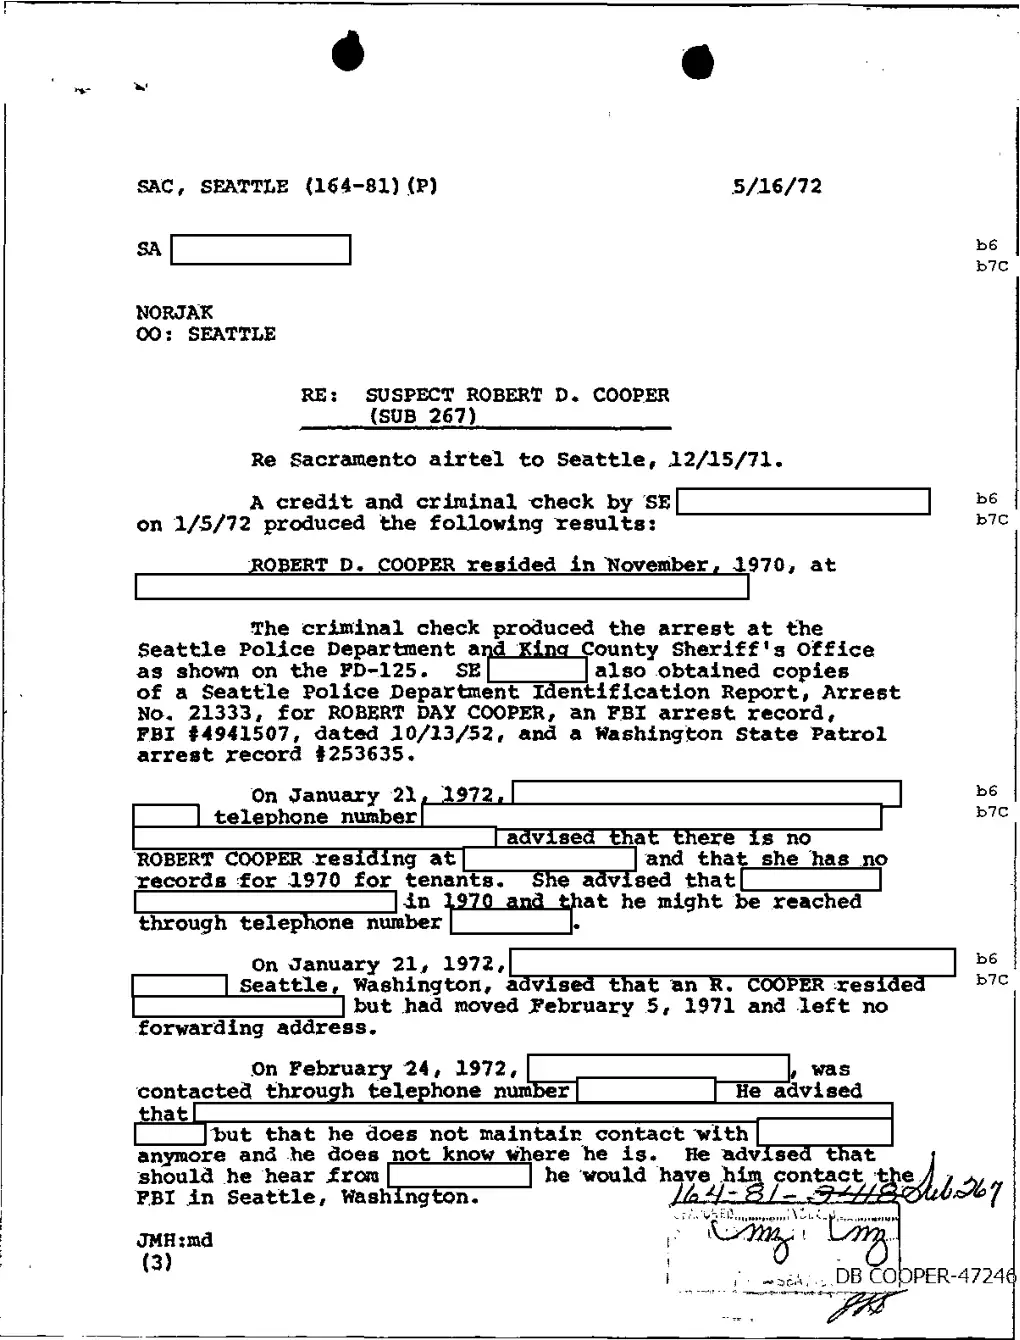 SAC, SEATTLE (164-81)(P) 5/16/72
SA b6
b7C
NORJAK
OO: SEATTLE
RE: SUSPECT ROBERT D. COOPER
(SUB 267)
Re Sacramento airtel to Seattle, 12/15/71.
A credit and criminal check by SE b6
on 1/5/72 produced the following results: b7C
ROBERT D. COOPER resided in November, 1970, at
The criminal check produced the arrest at the
Seattle Police Department and King County Sheriff's Office
as shown on the FD-125. SE also obtained copies
of a Seattle Police Department Identification Report, Arrest
No. 21333, for ROBERT DAY COOPER, an FBI arrest record,
FBI #4941507, dated 10/13/52, and a Washington State Patrol
arrest record #253635.
On January 21, 1972, b6
telephone number b7C
advised that there is no
ROBERT COOPER residing at and that she has no
records for 1970 for tenants. She advised that
in 1970 and that he might be reached
through telephone number .
On January 21, 1972, b6
Seattle, Washington, advised that an R. COOPER resided b7C
but had moved February 5, 1971 and left no
forwarding address.
On February 24, 1972, , was
contacted through telephone number He advised
that
but that he does not maintain contact with
anymore and he does not know where he is. He advised that
should he hear from he would have him contact the
FBI in Seattle, Washington.
164-81-3448 Sub 267
JMH:md
(3)
DB COOPER-47246